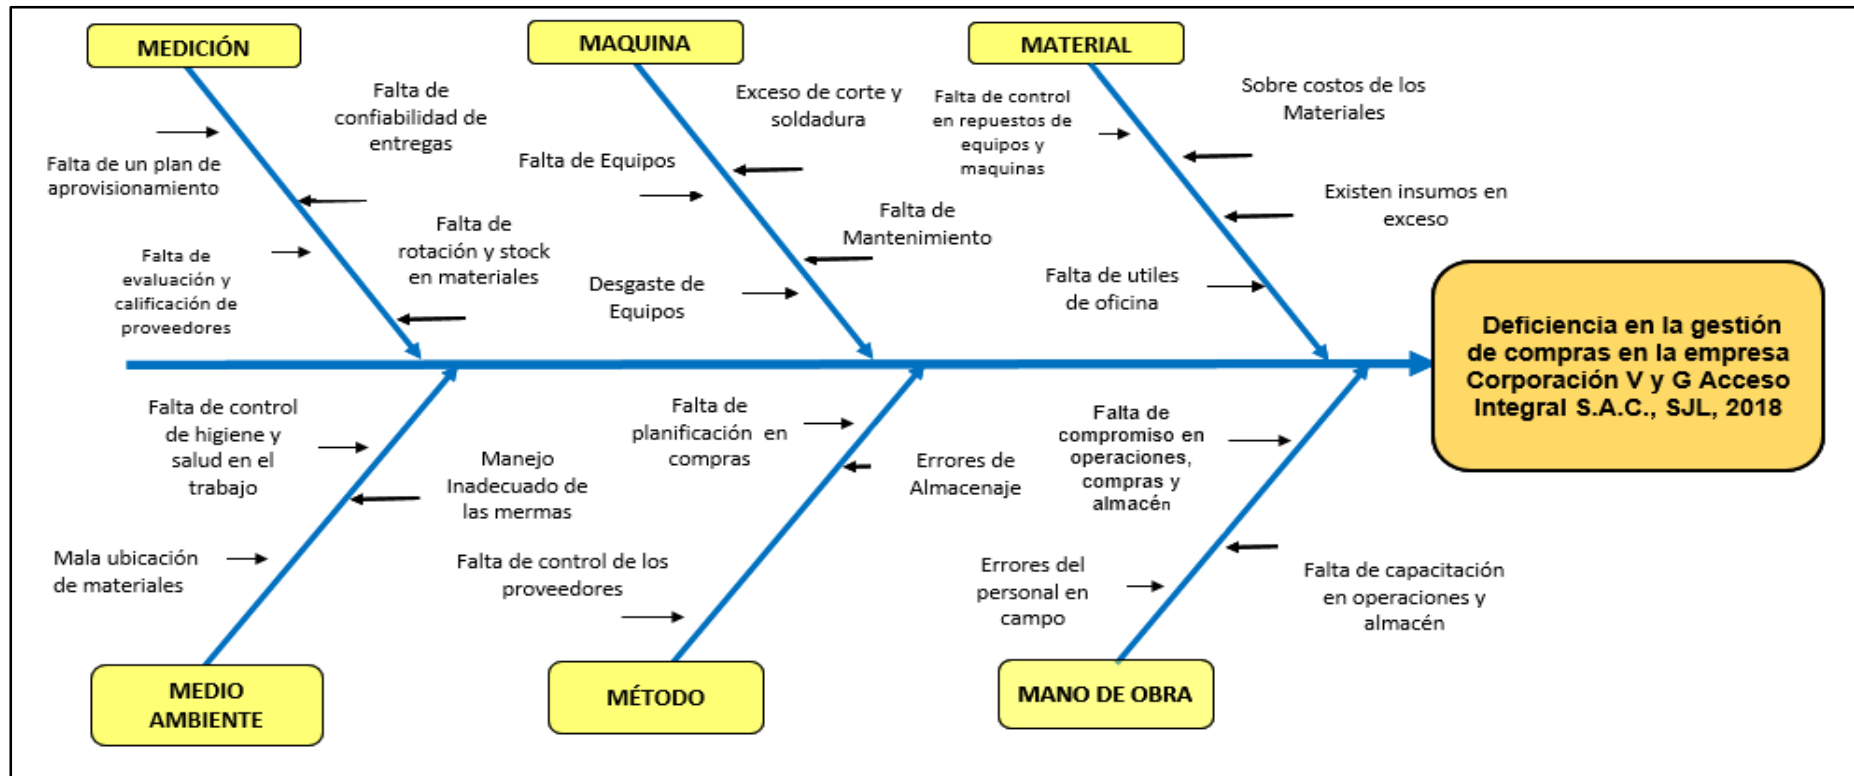 MEDICIÓN
MAQUINA
MATERIAL
Falta de
confiabilidad de
entregas
Falta de un plan de
aprovisionamiento
Falta de
rotación y stock
en materiales
Falta de
evaluación y
calificación de
proveedores
Exceso de corte y
soldadura
Falta de Equipos
Falta de
Mantenimiento
Desgaste de
Equipos
Falta de control
en repuestos de
equipos y
maquinas
Sobre costos de los
Materiales
Existen insumos en
exceso
Falta de utiles
de oficina
Deficiencia en la gestión
de compras en la empresa
Corporación V y G Acceso
Integral S.A.C., SJL, 2018
Falta de control
de higiene y
salud en el
trabajo
Manejo
Inadecuado de
las mermas
Mala ubicación
de materiales
Falta de
planificación en
compras
Errores de
Almacenaje
Falta de control de los
proveedores
Falta de
compromiso en
operaciones,
compras y
almacén
Errores del
personal en
campo
Falta de capacitación
en operaciones y
almacén
MEDIO
AMBIENTE
MÉTODO
MANO DE OBRA